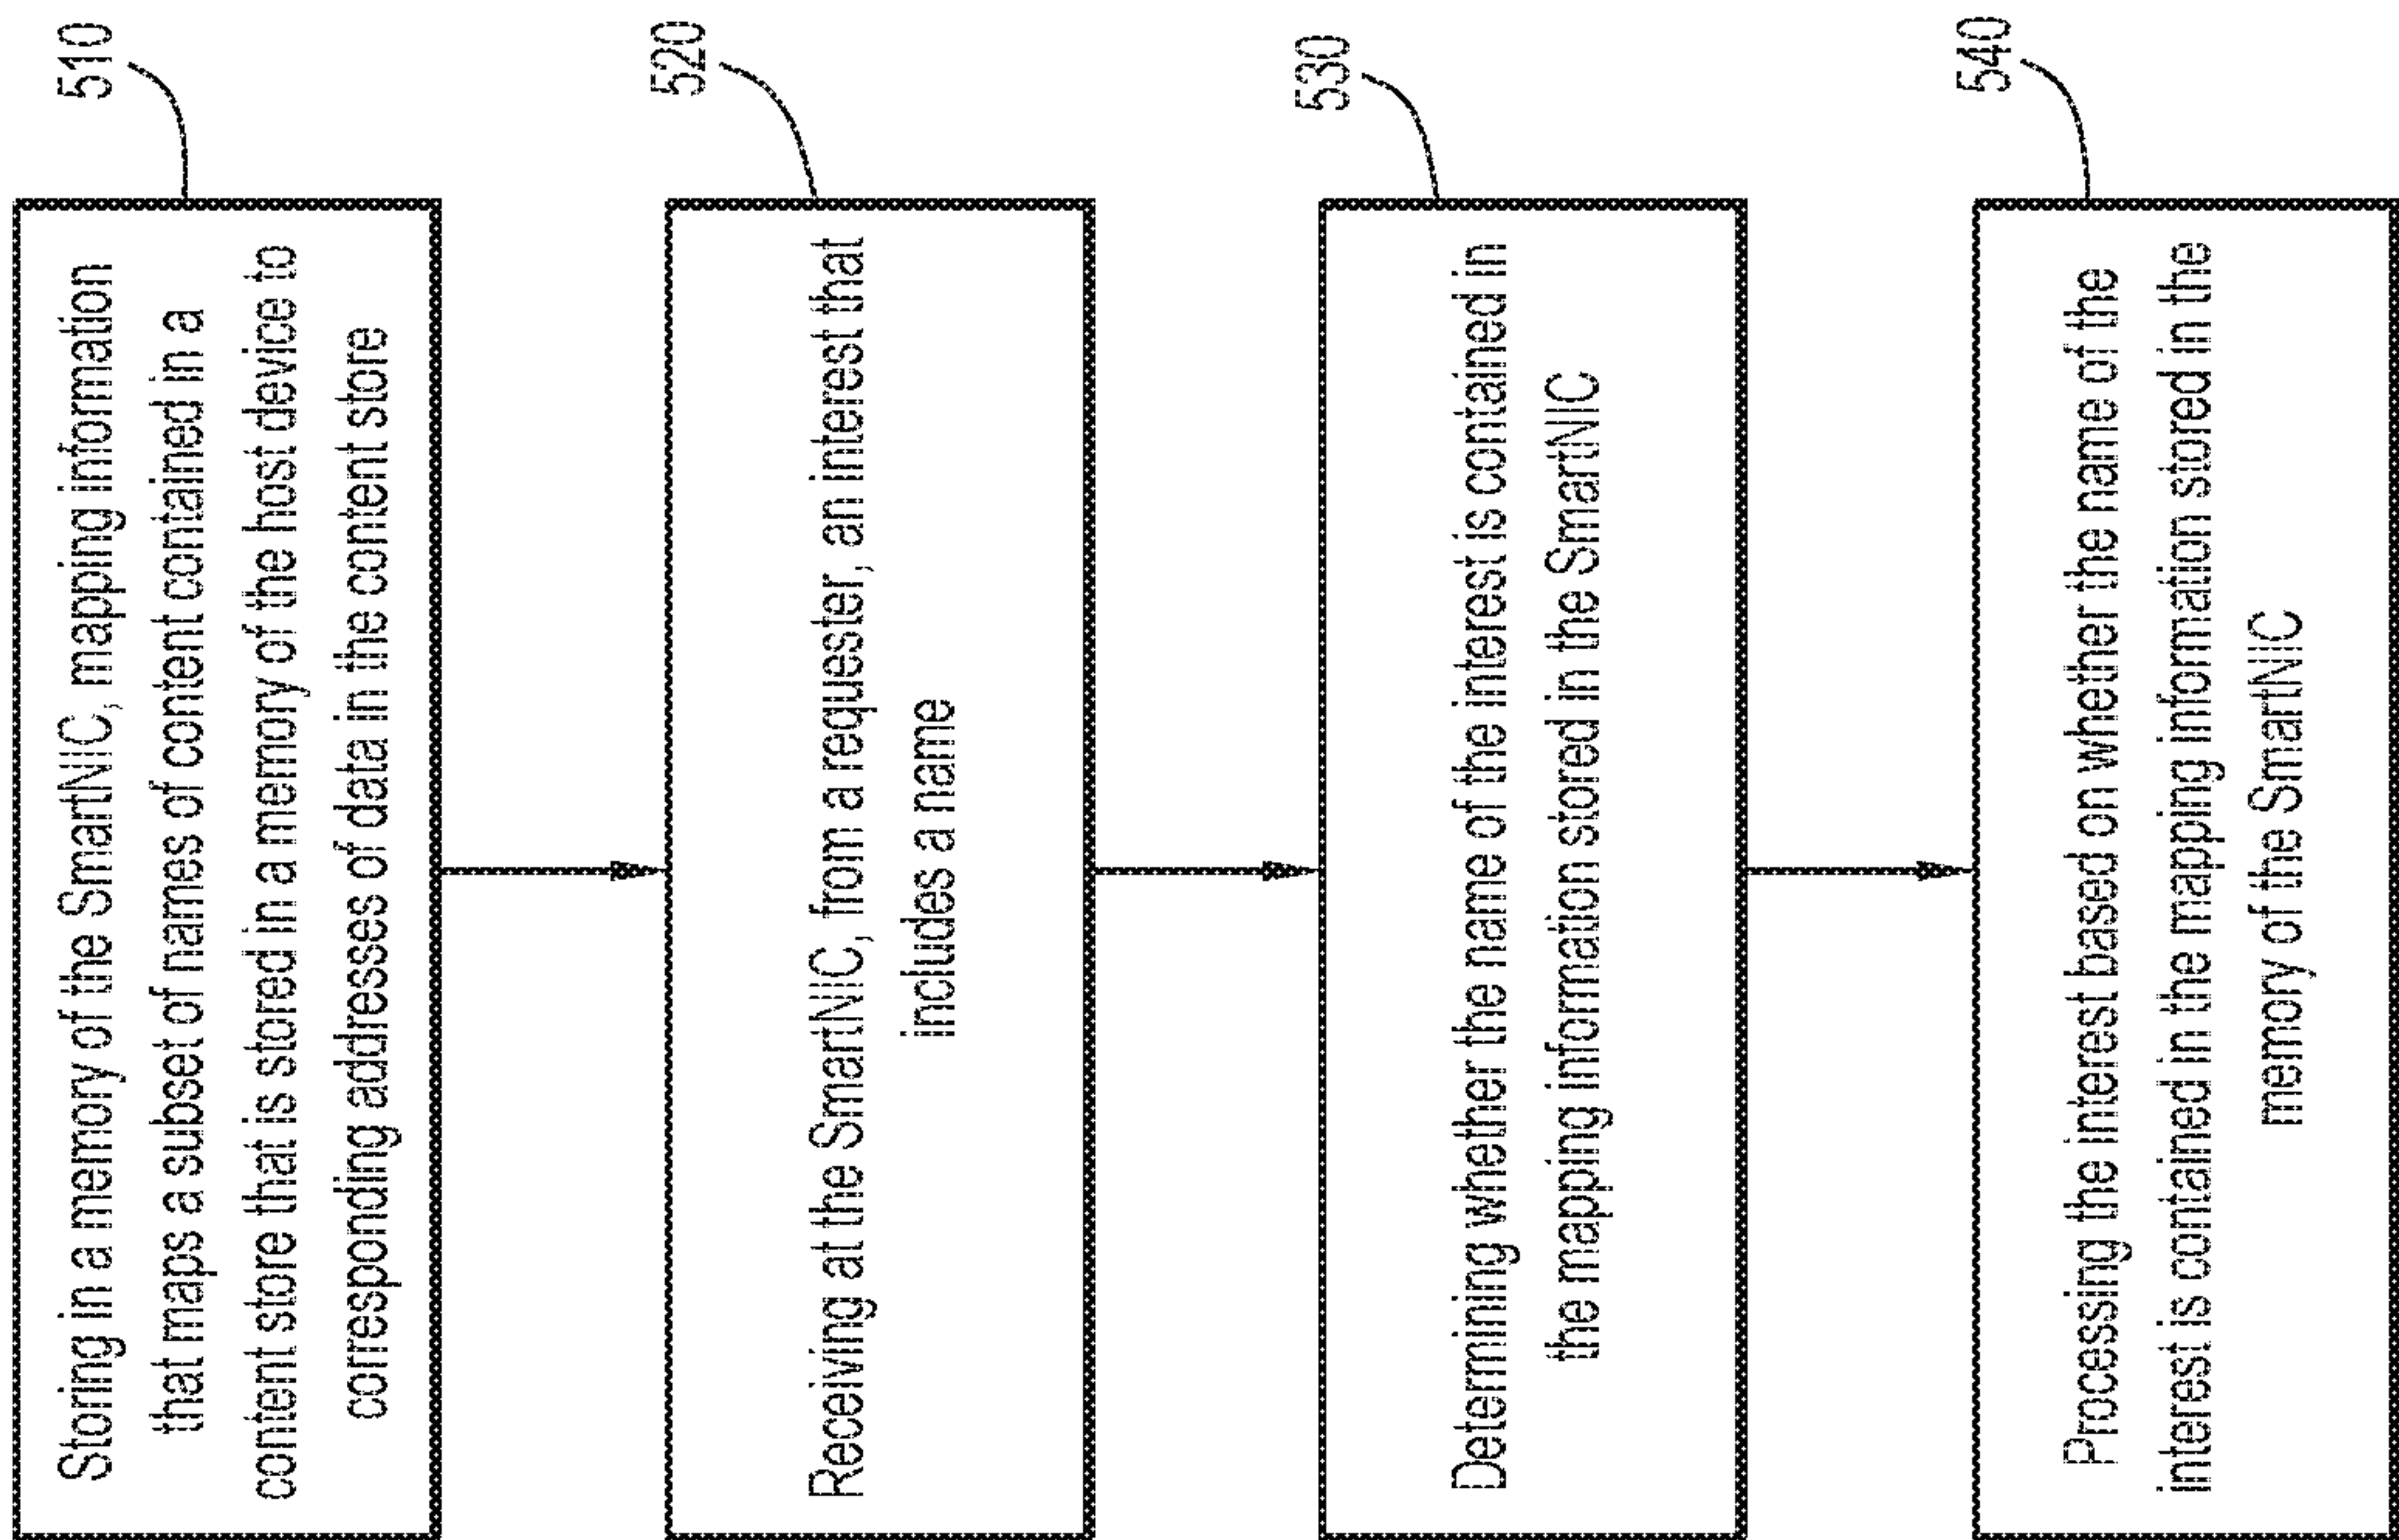 510
Storing in a memory of the SmartNIC, mapping information
that maps a subset of names of content contained in a
content store that is stored in a memory of the host device to
corresponding addresses of data in the content store
520
Receiving at the SmartNIC, from a requester, an interest that
includes a name
530
Determining whether the name of the interest is contained in
the mapping information stored in the SmartNIC
540
Processing the interest based on whether the name of the
interest is contained in the mapping information stored in the
memory of the SmartNIC